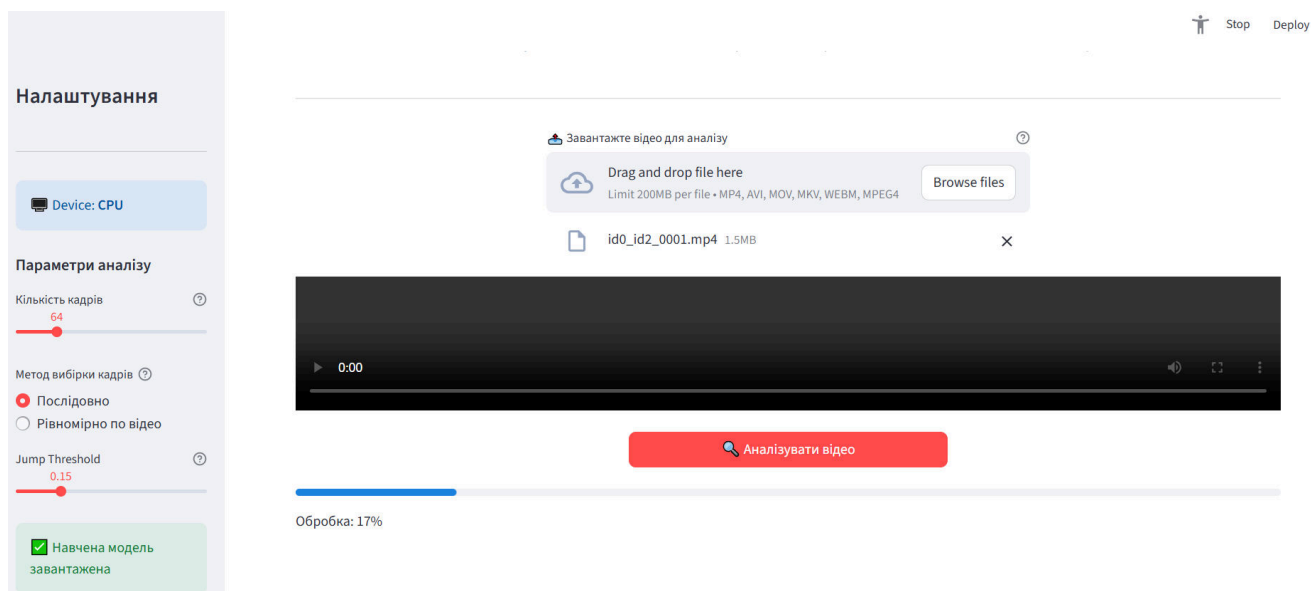 Stop Deploy
Налаштування
Device: CPU
Параметри аналізу
Кількість кадрів
64
Метод вибірки кадрів
Послідовно
Рівномірно по відео
Jump Threshold
0.15
Навчена модель
завантажена
Завантажте відео для аналізу
Drag and drop file here
Limit 200MB per file • MP4, AVI, MOV, MKV, WEBM, MPEG4
Browse files
id0_id2_0001.mp4 1.5MB
0:00
Аналізувати відео
Обробка: 17%